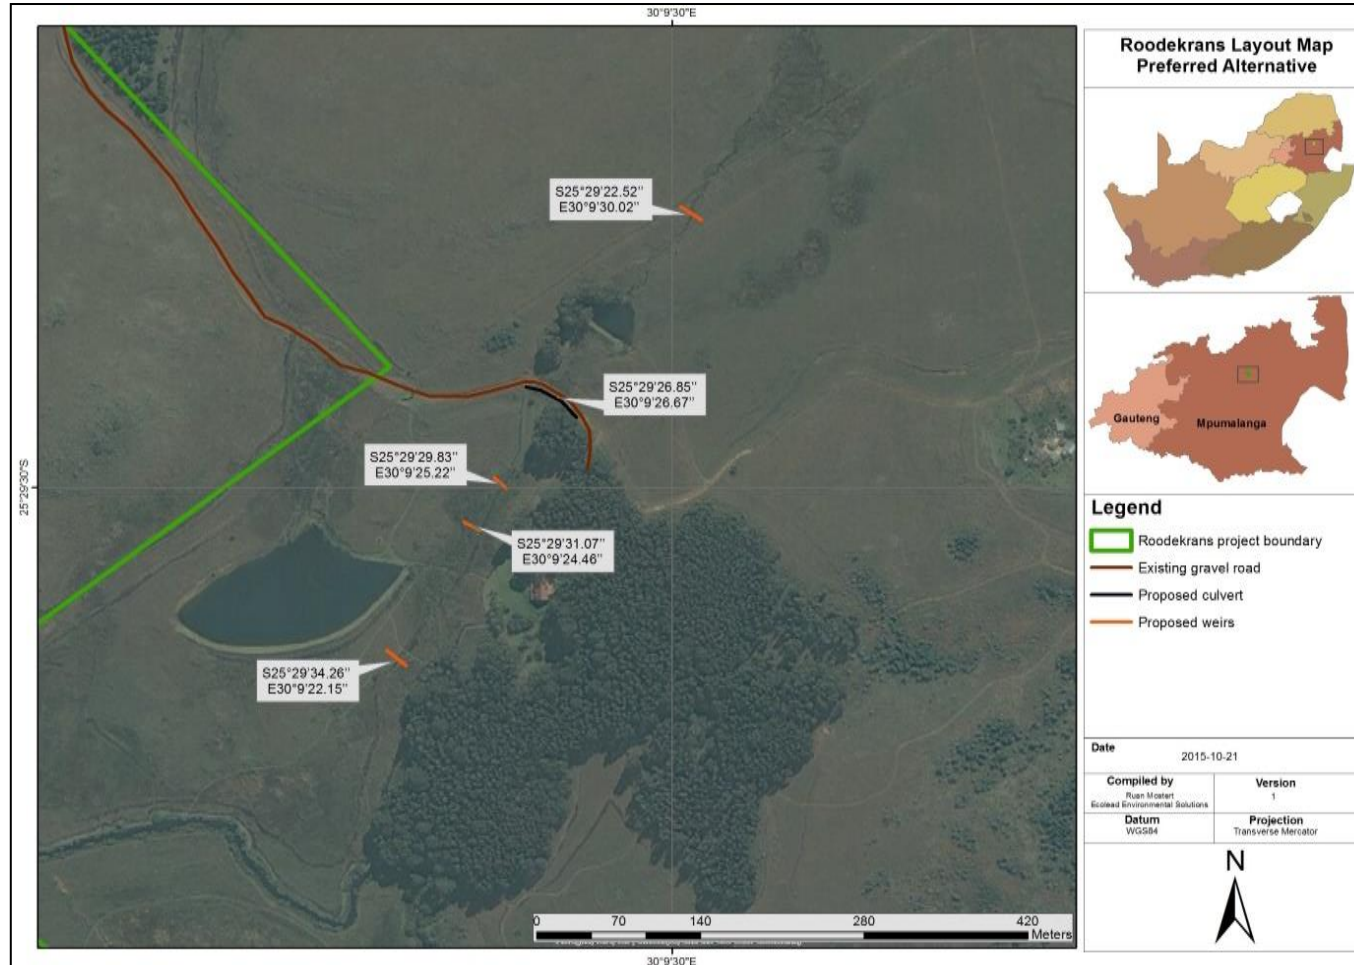 30°9'30"E
Roodekrans Layout Map
Preferred Alternative
S25°29'22.52"
E30°9'30.02"
S25°29'26.85"
E30°9'26.67"
S25°29'29.83"
E30°9'25.22"
25°29'30"S
S25°29'31.07"
E30°9'24.46"
S25°29'34.26"
E30°9'22.15"
Gauteng
Mpumalanga
Legend
Roodekrans project boundary
Existing gravel road
Proposed culvert
Proposed weirs
Date
2015-10-21
Compiled by
Ruan Mostert
Ecolead Environmental Solutions
Version
1
Datum
WGS84
Projection
Transverse Mercator
N
0 70 140 280 420
Meters
30°9'30"E